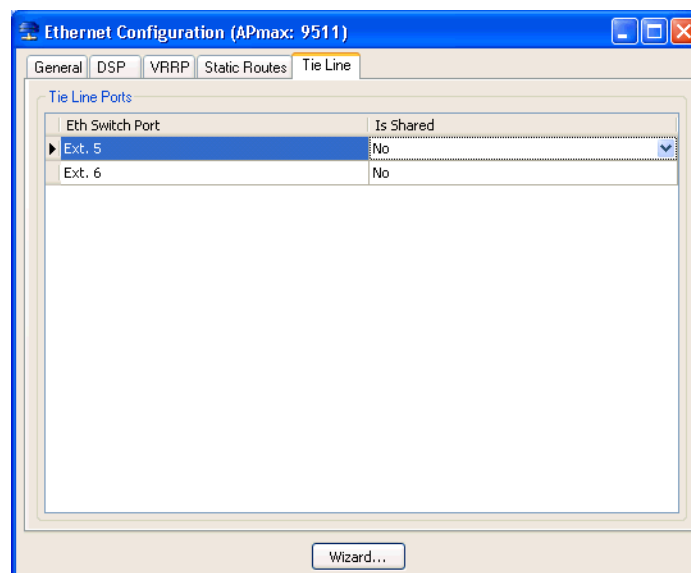 Ethernet Configuration (APmax: 9511)
General DSP VRRP Static Routes Tie Line
Tie Line Ports
Eth Switch Port Is Shared
Ext. 5 No
Ext. 6 No
Wizard...